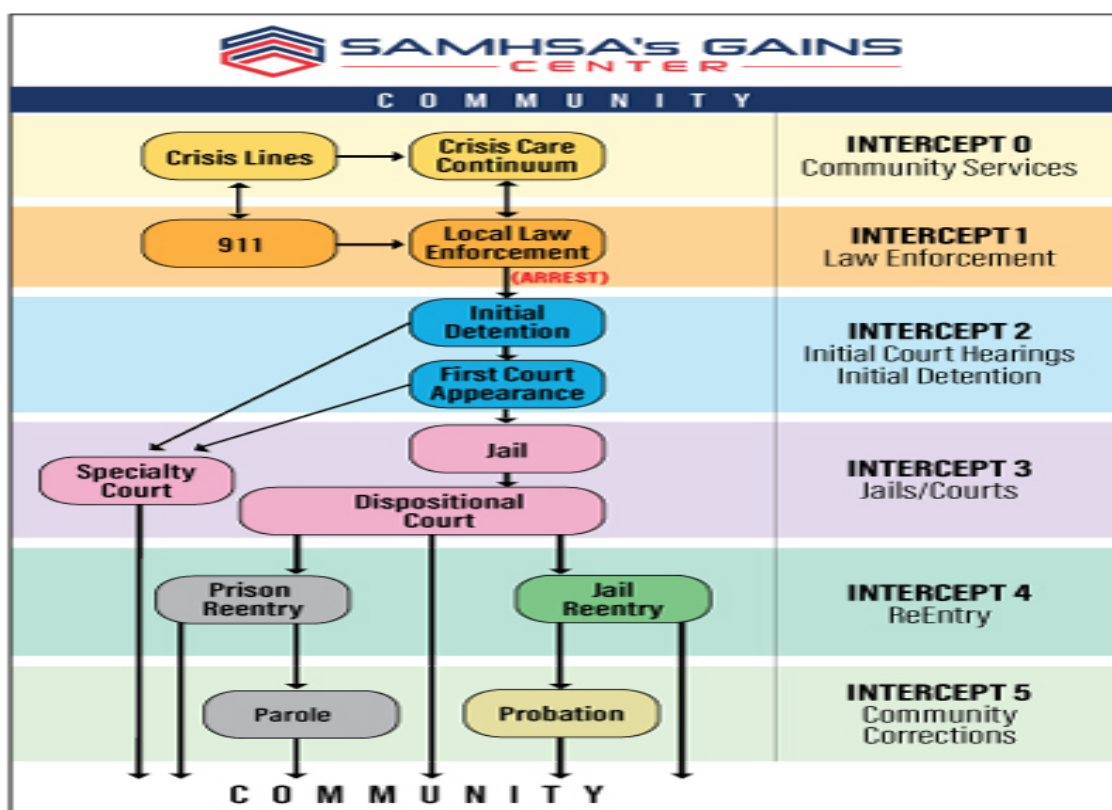 SAMHSA's GAINS
CENTER
COMMUNITY
Crisis Lines
Crisis Care
Continuum
INTERCEPT 0
Community Services
911
Local Law
Enforcement
(ARREST)
INTERCEPT 1
Law Enforcement
Initial
Detention
First Court
Appearance
INTERCEPT 2
Initial Court Hearings
Initial Detention
Jail
Specialty
Court
Dispositional
Court
INTERCEPT 3
Jails/Courts
Prison
Reentry
Jail
Reentry
INTERCEPT 4
ReEntry
Parole
Probation
INTERCEPT 5
Community
Corrections
COMMUNITY